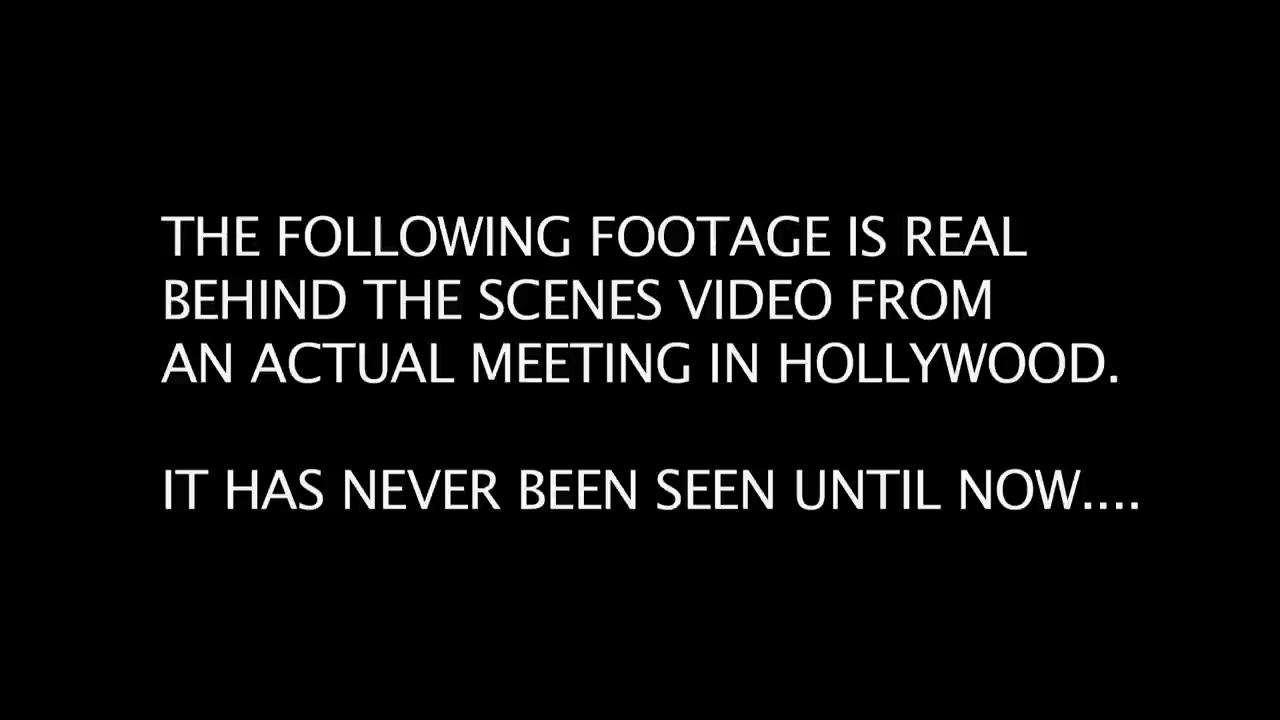 THE FOLLOWING FOOTAGE IS REAL
BEHIND THE SCENES VIDEO FROM
AN ACTUAL MEETING IN HOLLYWOOD.
IT HAS NEVER BEEN SEEN UNTIL NOW....